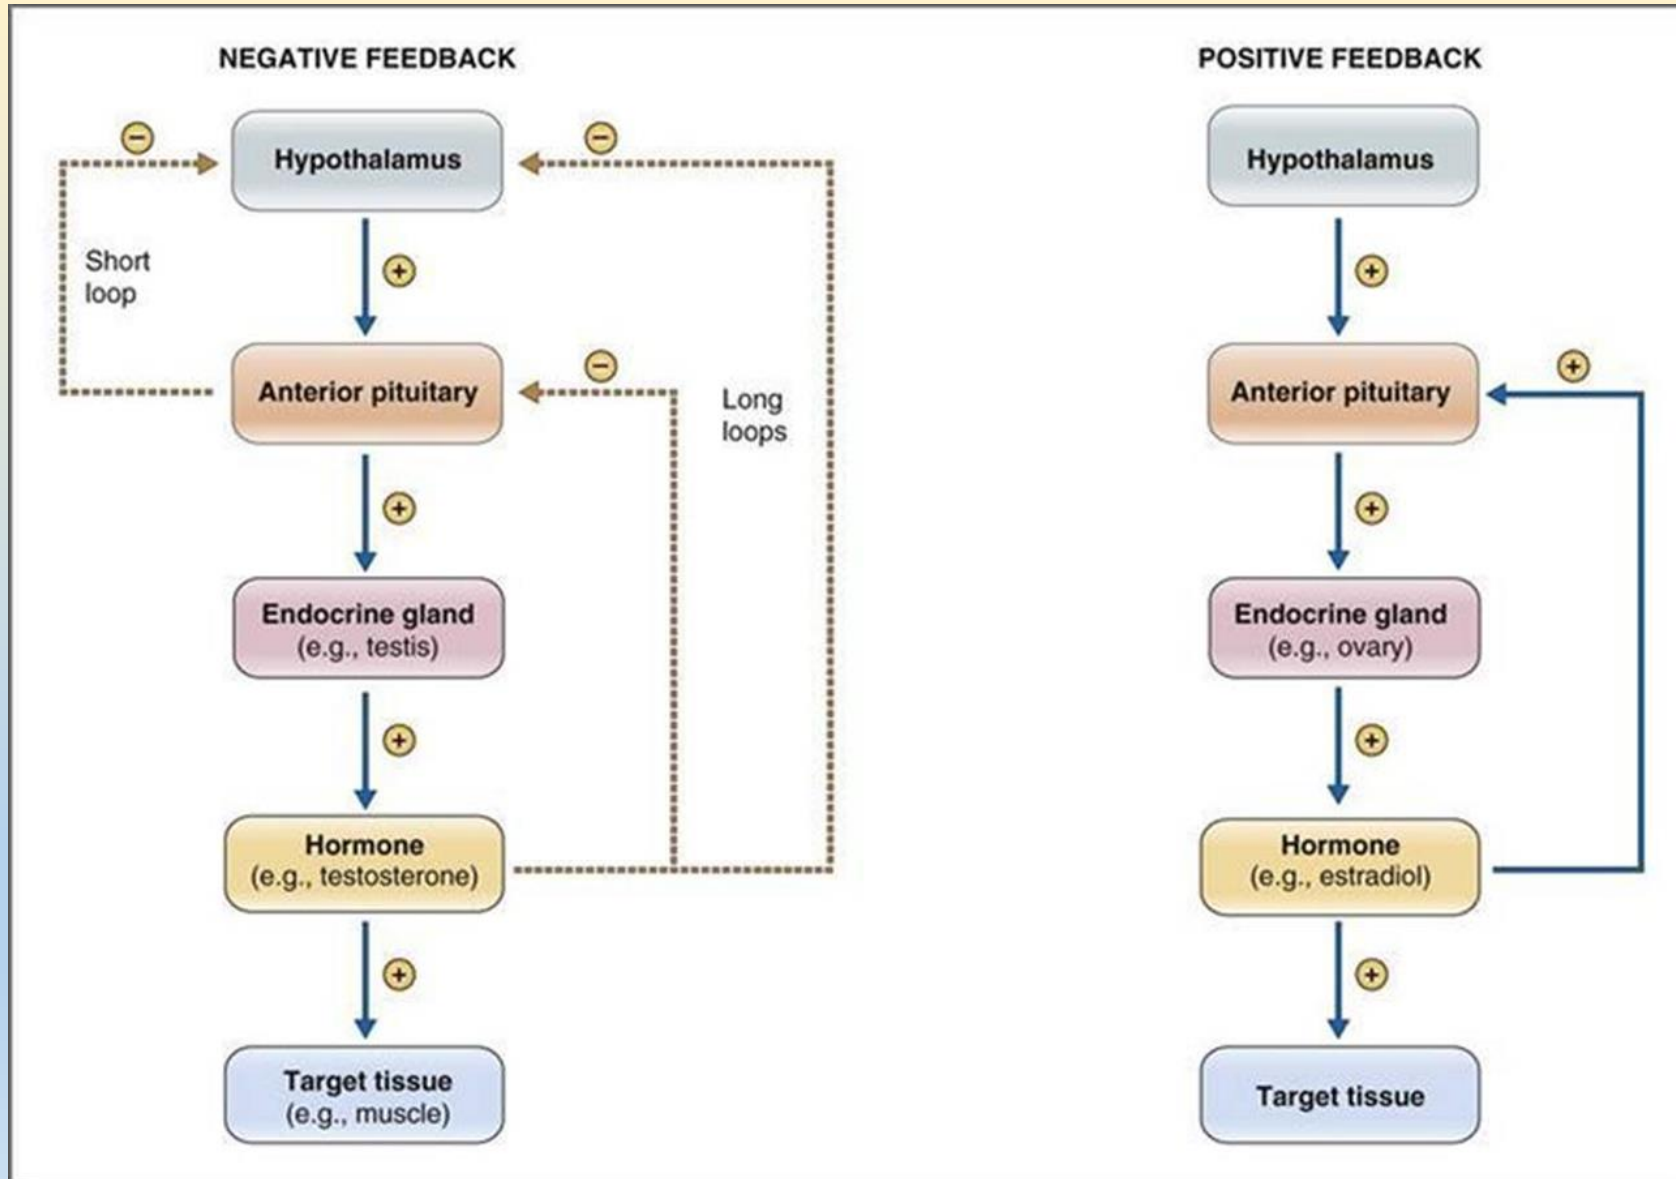 NEGATIVE FEEDBACK
−
−
Hypothalamus
Short
loop
+
−
Anterior pituitary
Long
loops
+
Endocrine gland
(e.g., testis)
+
Hormone
(e.g., testosterone)
+
Target tissue
(e.g., muscle)
POSITIVE FEEDBACK
Hypothalamus
+
+
Anterior pituitary
+
Endocrine gland
(e.g., ovary)
+
Hormone
(e.g., estradiol)
+
Target tissue